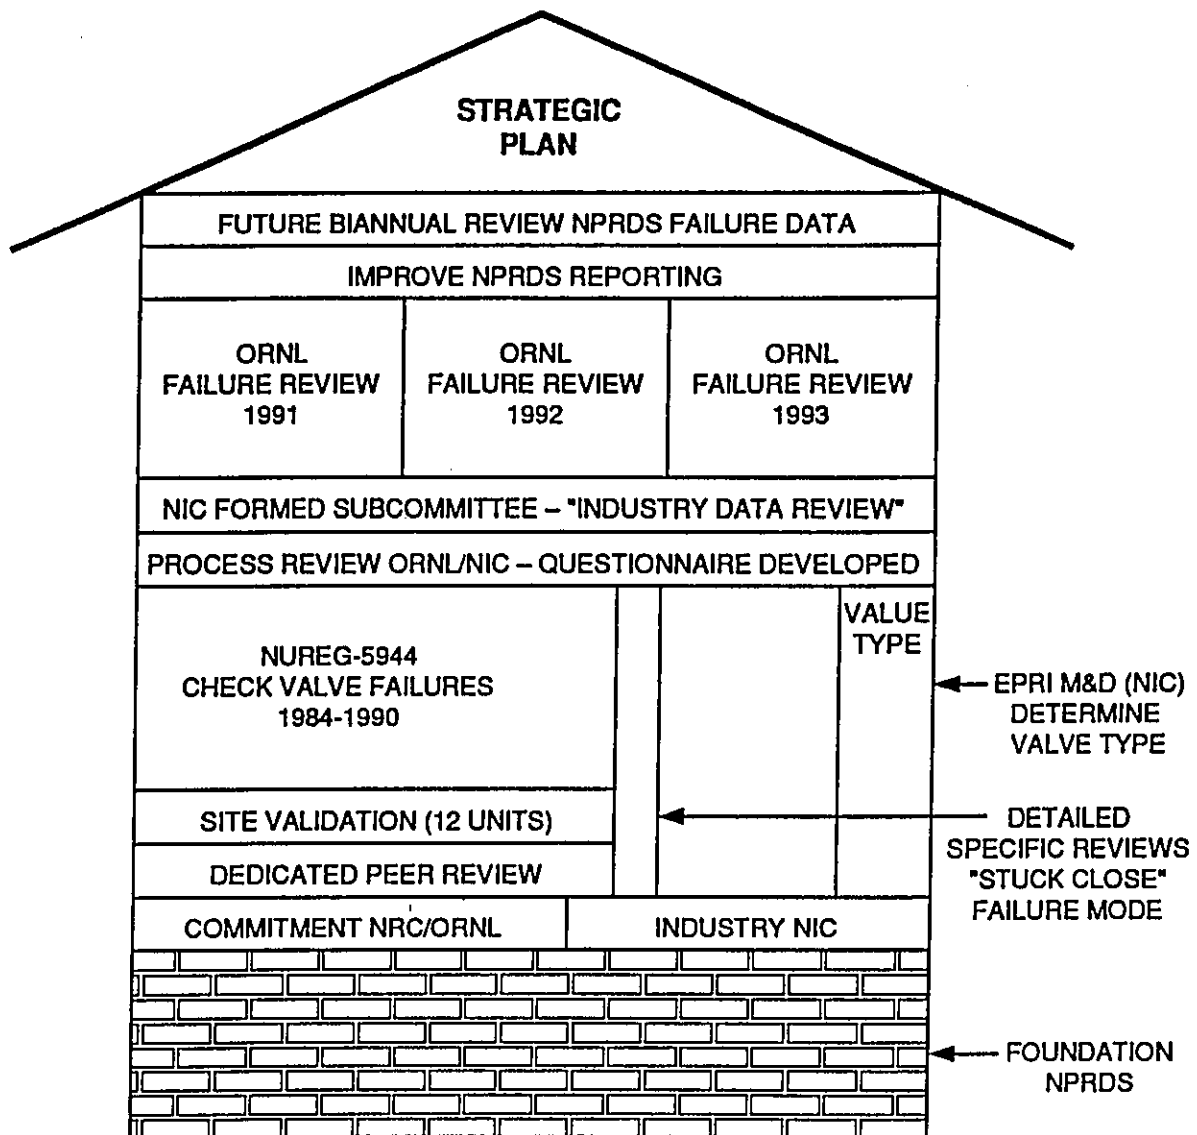 STRATEGIC
PLAN
FUTURE BIANNUAL REVIEW NPRDS FAILURE DATA
IMPROVE NPRDS REPORTING
ORNL
FAILURE REVIEW
1991
ORNL
FAILURE REVIEW
1992
ORNL
FAILURE REVIEW
1993
NIC FORMED SUBCOMMITTEE – "INDUSTRY DATA REVIEW"
PROCESS REVIEW ORNL/NIC – QUESTIONNAIRE DEVELOPED
NUREG-5944
CHECK VALVE FAILURES
1984-1990
VALUE
TYPE
EPRI M&D (NIC)
DETERMINE
VALVE TYPE
SITE VALIDATION (12 UNITS)
DEDICATED PEER REVIEW
DETAILED
SPECIFIC REVIEWS
"STUCK CLOSE"
FAILURE MODE
COMMITMENT NRC/ORNL
INDUSTRY NIC
FOUNDATION
NPRDS